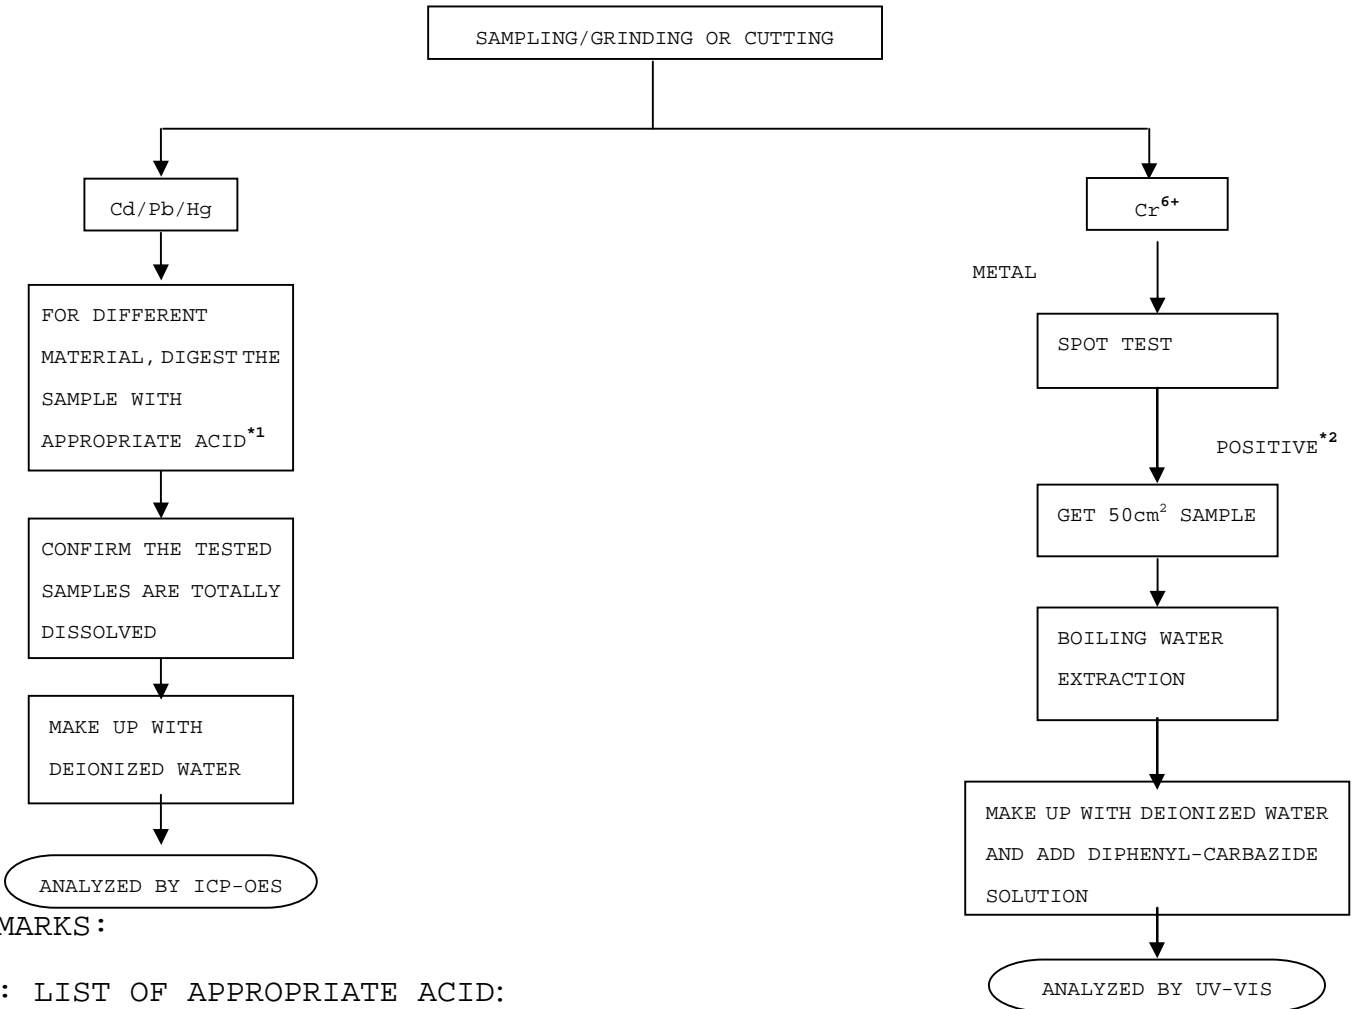 SAMPLING/GRINDING OR CUTTING
Cd/Pb/Hg
FOR DIFFERENT
MATERIAL, DIGEST THE
SAMPLE WITH
APPROPRIATE ACID*1
CONFIRM THE TESTED
SAMPLES ARE TOTALLY
DISSOLVED
MAKE UP WITH
DEIONIZED WATER
ANALYZED BY ICP-OES
Cr6+
METAL
SPOT TEST
POSITIVE*2
GET 50cm2 SAMPLE
BOILING WATER
EXTRACTION
MAKE UP WITH DEIONIZED WATER
AND ADD DIPHENYL-CARBAZIDE
SOLUTION
ANALYZED BY UV-VIS
MARKS:
: LIST OF APPROPRIATE ACID: